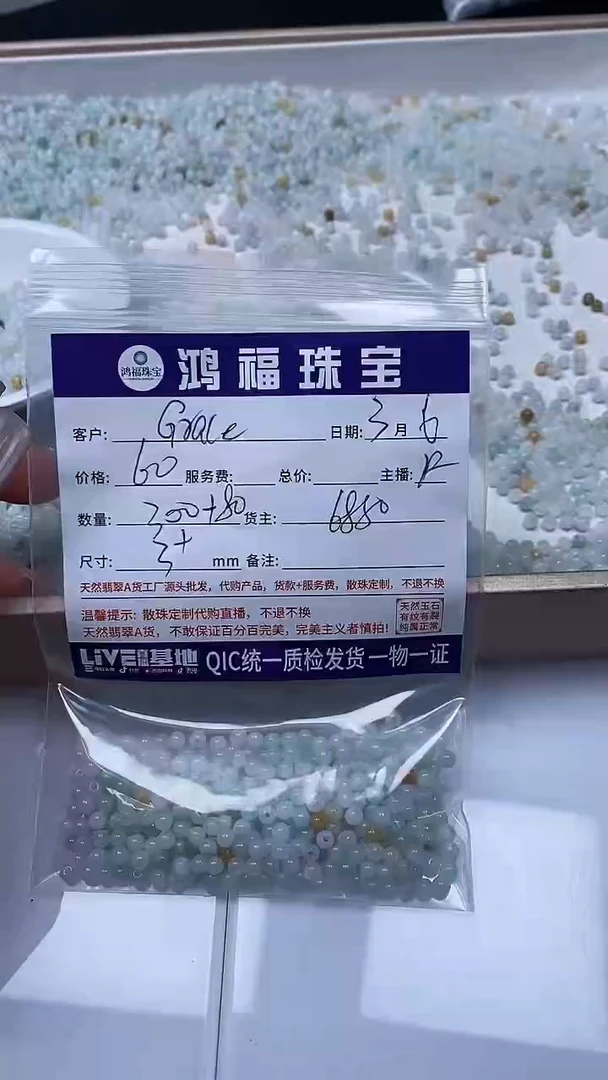 鸿福珠宝
鸿福珠宝
客户: Grace 日期: 3月6
价格: 60 服务费: 总价: 主播:
数量: 300+80 货主: 6880
尺寸: 3+ mm 备注:
天然翡翠A货工厂源头批发，代购产品，货款+服务费，散珠定制，不退不换
温馨提示: 散珠定制代购直播，不退不换
天然翡翠A货，不敢保证百分百完美，完美主义者慎拍!
天然玉石
有纹有裂
纯属正常
LiVE 基地 QIC统一质检发货一物一证